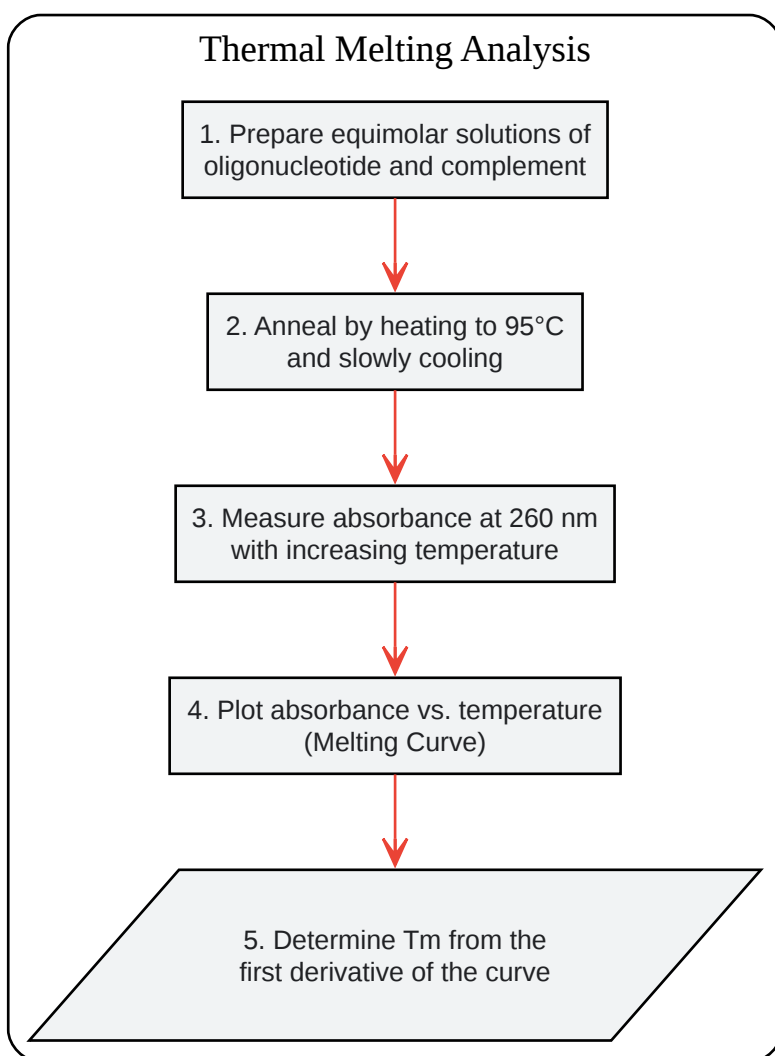 Thermal Melting Analysis
1. Prepare equimolar solutions of
oligonucleotide and complement
2. Anneal by heating to 95°C
and slowly cooling
3. Measure absorbance at 260 nm
with increasing temperature
4. Plot absorbance vs. temperature
(Melting Curve)
5. Determine Tm from the
first derivative of the curve